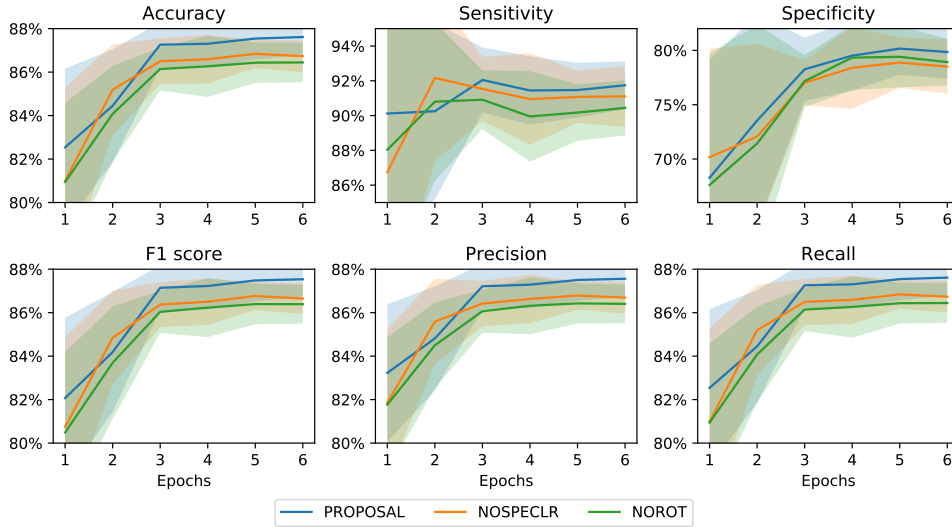 Accuracy
Sensitivity
Specificity
88%
86%
84%
82%
80%
1 2 3 4 5 6
94%
92%
90%
88%
86%
1 2 3 4 5 6
80%
75%
70%
1 2 3 4 5 6
F1 score
Precision
Recall
88%
86%
84%
82%
80%
1 2 3 4 5 6
Epochs
88%
86%
84%
82%
80%
1 2 3 4 5 6
Epochs
88%
86%
84%
82%
80%
1 2 3 4 5 6
Epochs
PROPOSAL NOSPECLR NOROT